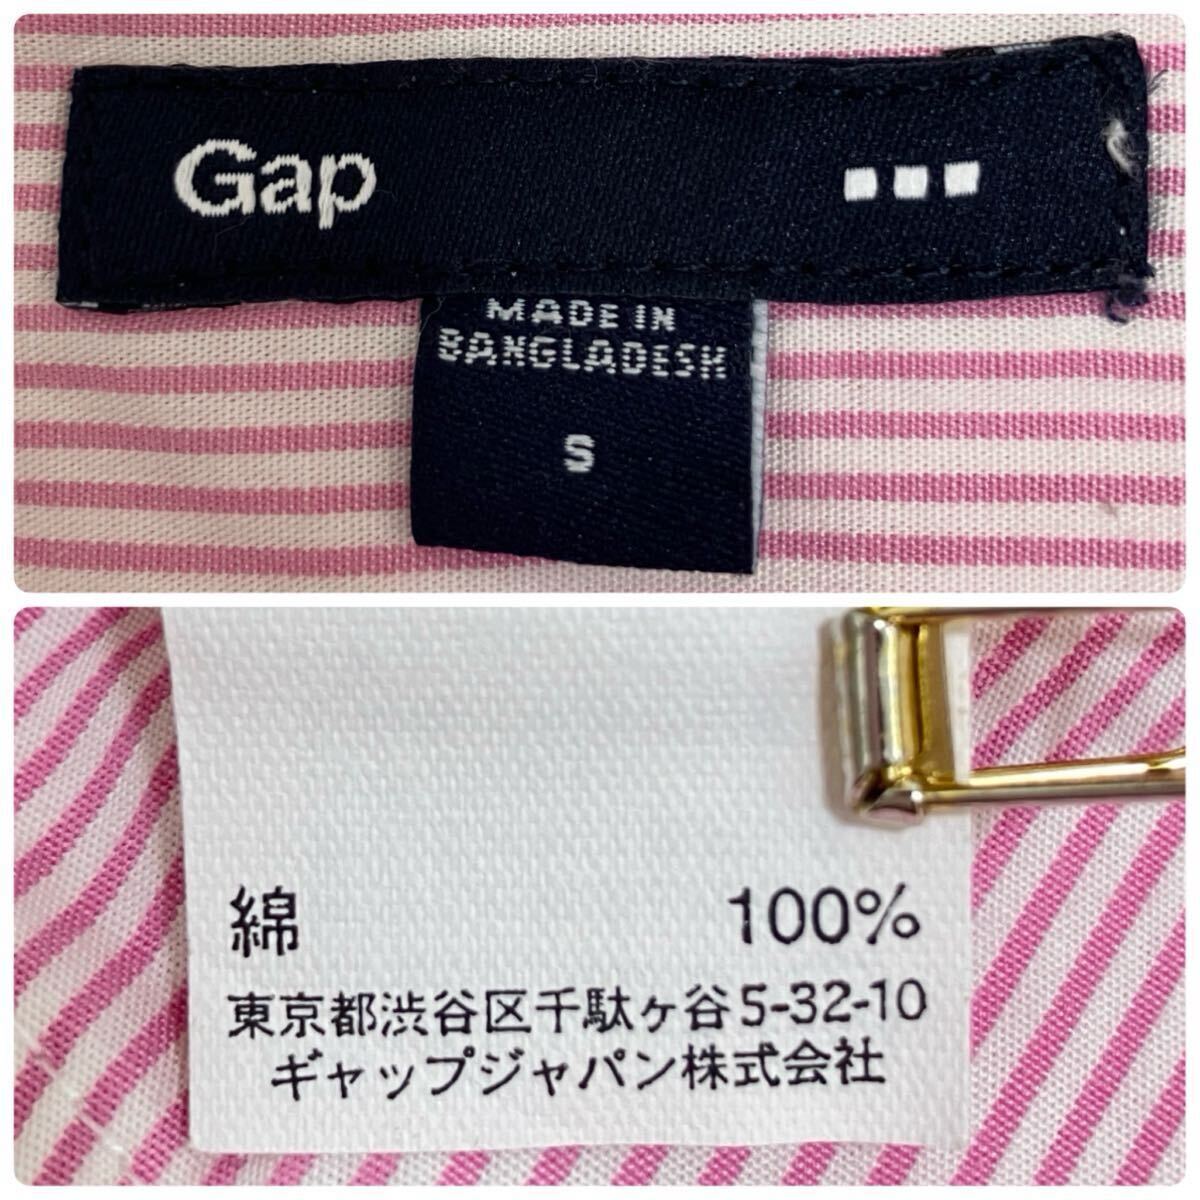 Gap
MADE IN
BANGLADESH
S
綿 100%
東京都渋谷区千駄ヶ谷5-32-10
ギャップジャパン株式会社